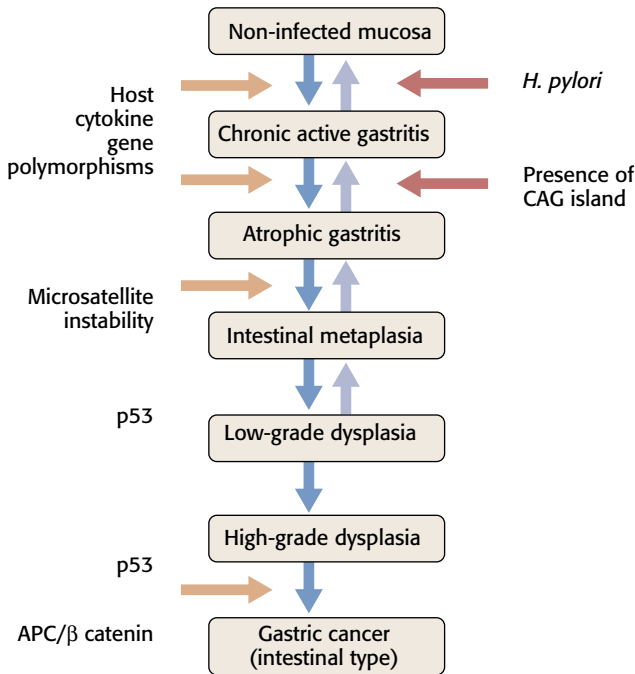 Non-infected mucosa
H. pylori
Host
cytokine
gene
polymorphisms
Chronic active gastritis
Presence of
CAG island
Atrophic gastritis
Microsatellite
instability
Intestinal metaplasia
p53
Low-grade dysplasia
High-grade dysplasia
p53
APC/β catenin
Gastric cancer
(intestinal type)